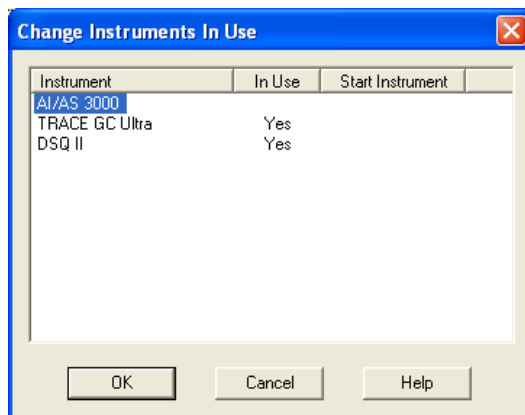 Change Instruments In Use
Instrument In Use Start Instrument
AI/AS 3000
TRACE GC Ultra Yes
DSQ II Yes
OK Cancel Help